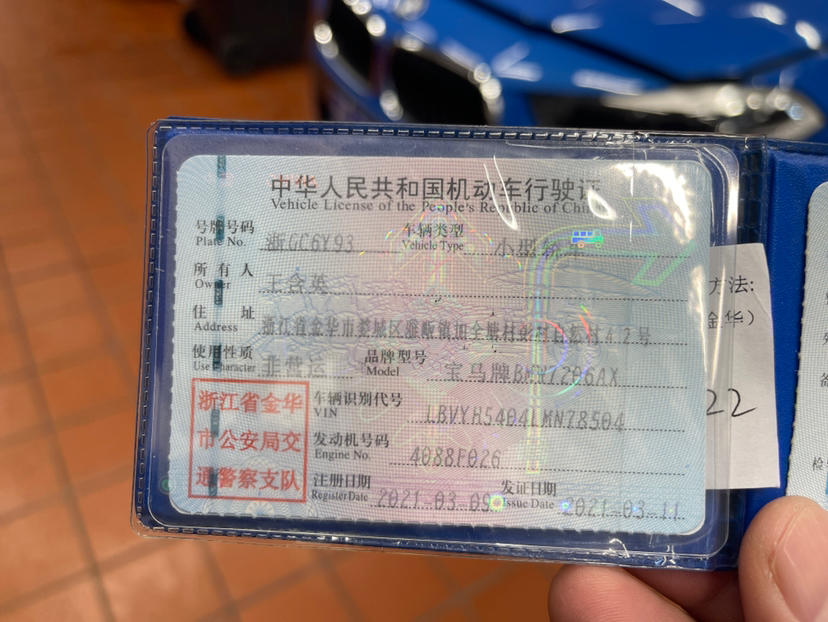 中华人民共和国机动车行驶证
Vehicle License of the People's Republic of Chi
号牌号码 浙GC6Y93 车辆类型 小型轿车
Plate No. Vehicle Type
所有人 王含英
Owner
住址 浙江省金华市婺城区雅畈镇
Address 42号
使用性质 非营运 品牌型号 宝马牌BMW7206AX
Use Character Model
浙江省金华
市公安局交
通警察支队
车辆识别代号 LBVYH5404LMN78504
VIN
发动机号码 4088F026
Engine No.
注册日期 2021-03-09 发证日期 2021-03-11
Register Date Issue Date
方法:
金华)
22